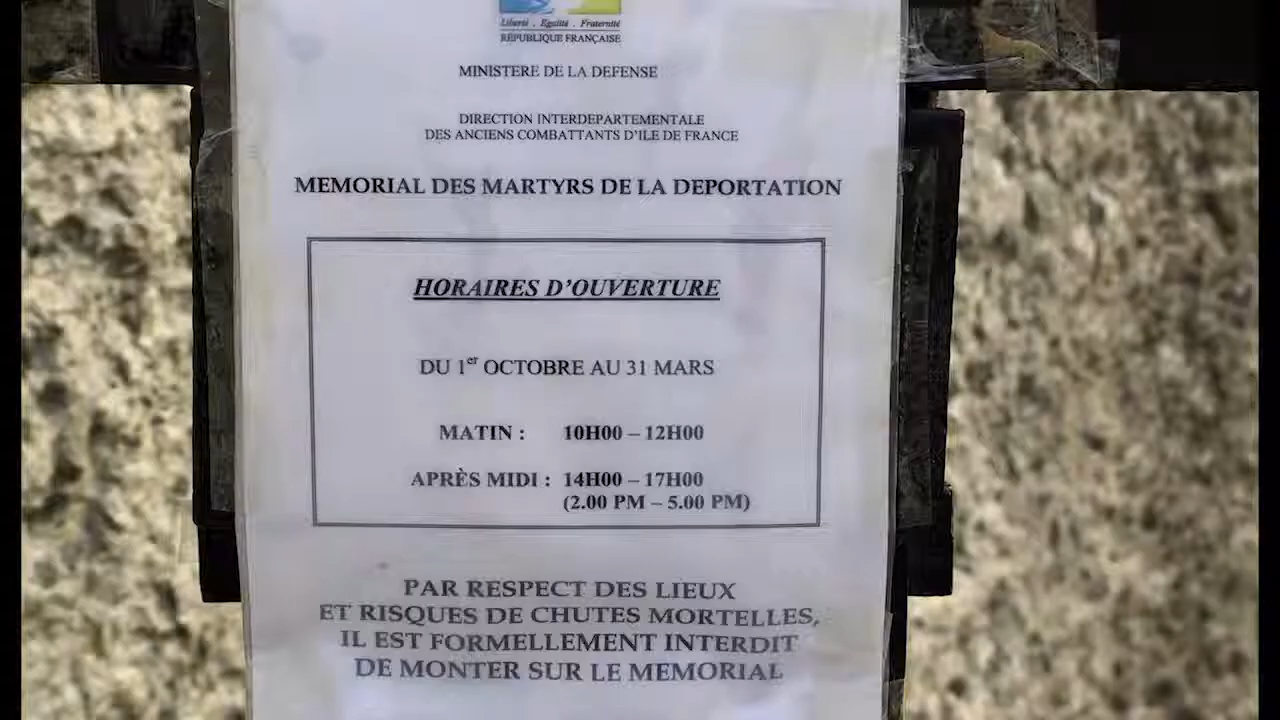 Liberté . Egalité . Fraternité
RÉPUBLIQUE FRANÇAISE
MINISTERE DE LA DEFENSE
DIRECTION INTERDEPARTEMENTALE
DES ANCIENS COMBATTANTS D'ILE DE FRANCE
MEMORIAL DES MARTYRS DE LA DEPORTATION
HORAIRES D'OUVERTURE
DU 1er OCTOBRE AU 31 MARS
MATIN : 10H00 – 12H00
APRÈS MIDI : 14H00 – 17H00
(2.00 PM – 5.00 PM)
PAR RESPECT DES LIEUX
ET RISQUES DE CHUTES MORTELLES,
IL EST FORMELLEMENT INTERDIT
DE MONTER SUR LE MEMORIAL